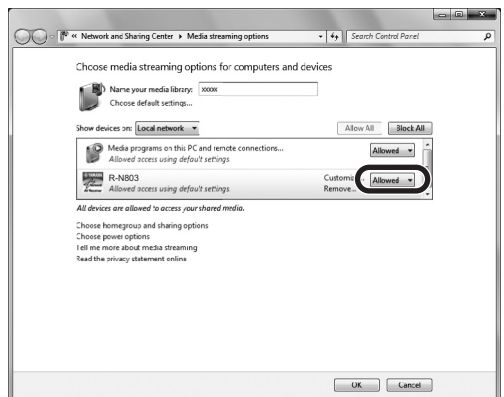 « Network and Sharing Center ▸ Media streaming options
Search Control Panel
Choose media streaming options for computers and devices
Name your media library: xxxxx
Choose default settings...
Show devices on: Local network
Allow All Block All
Media programs on this PC and remote connections...
Allowed access using default settings.
Allowed
R-N803
Allowed access using default settings.
Customiz
Remove...
Allowed
All devices are allowed to access your shared media.
Choose homegroup and sharing options
Choose power options
Tell me more about media streaming
Read the privacy statement online
OK Cancel